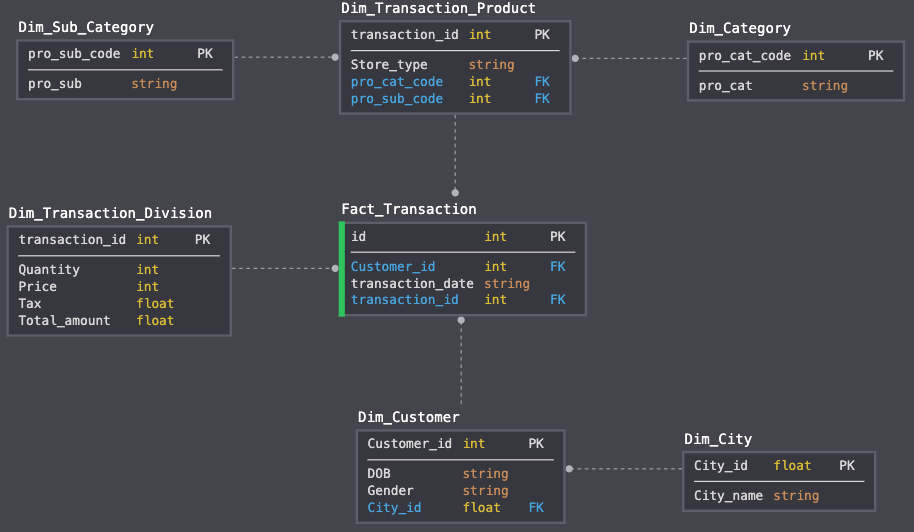 Dim_Sub_Category
pro_sub_code int PK
pro_sub string
Dim_Transaction_Product
transaction_id int PK
Store_type string
pro_cat_code int FK
pro_sub_code int FK
Dim_Category
pro_cat_code int PK
pro_cat string
Dim_Transaction_Division
transaction_id int PK
Quantity int
Price int
Tax float
Total_amount float
Fact_Transaction
id int PK
Customer_id int FK
transaction_date string
transaction_id int FK
Dim_Customer
Customer_id int PK
DOB string
Gender string
City_id float FK
Dim_City
City_id float PK
City_name string